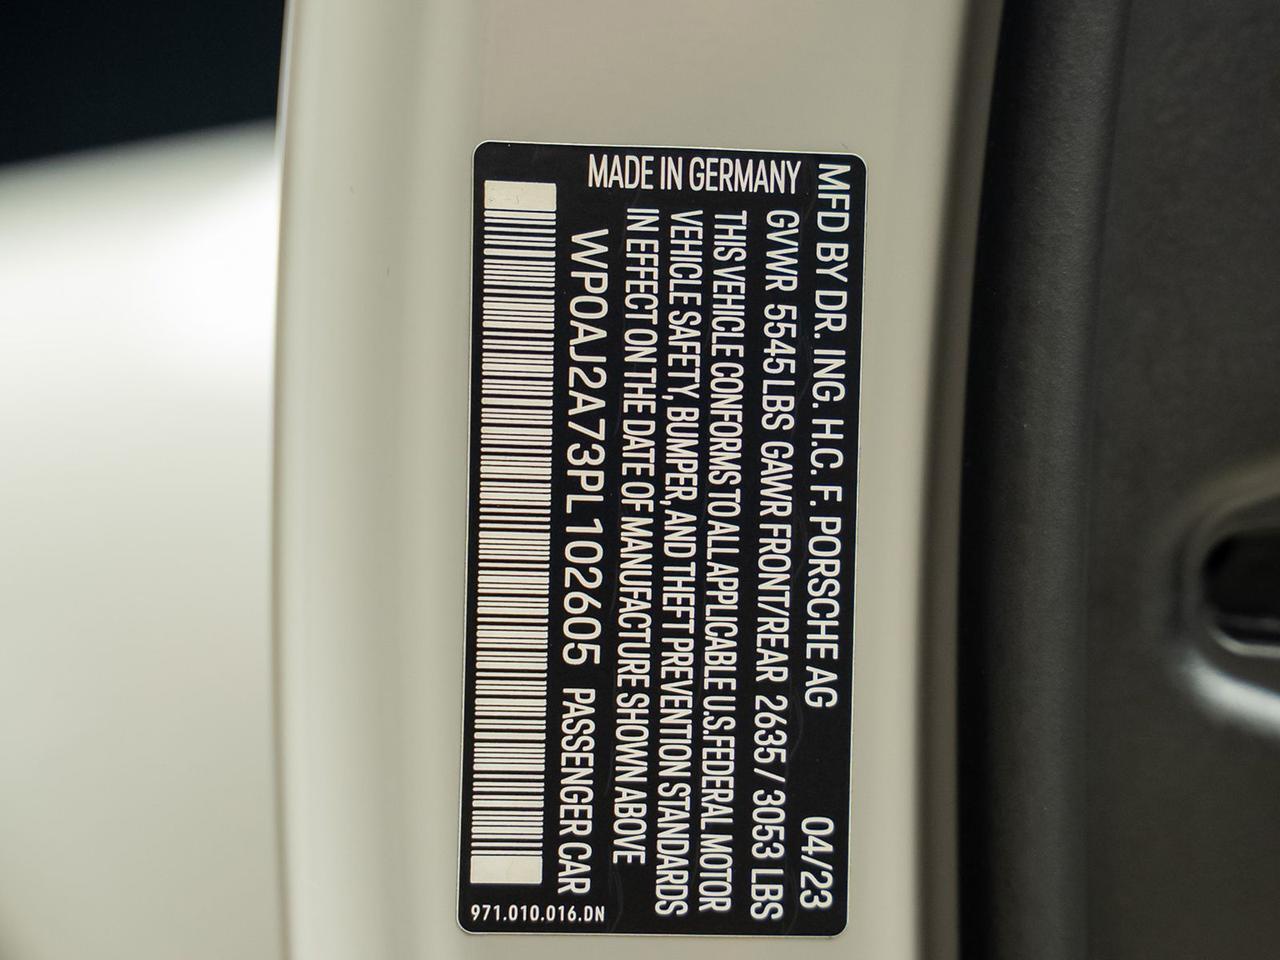 MFD BY DR. ING. H.C. F. PORSCHE AG 04/23
GVWR 5545 LBS GAWR FRONT/REAR 2635 / 3053 LBS
THIS VEHICLE CONFORMS TO ALL APPLICABLE U.S.FEDERAL MOTOR
VEHICLE SAFETY, BUMPER, AND THEFT PREVENTION STANDARDS
IN EFFECT ON THE DATE OF MANUFACTURE SHOWN ABOVE
WP0AJ2A73PL102605 PASSENGER CAR
MADE IN GERMANY
971.010.016.DN